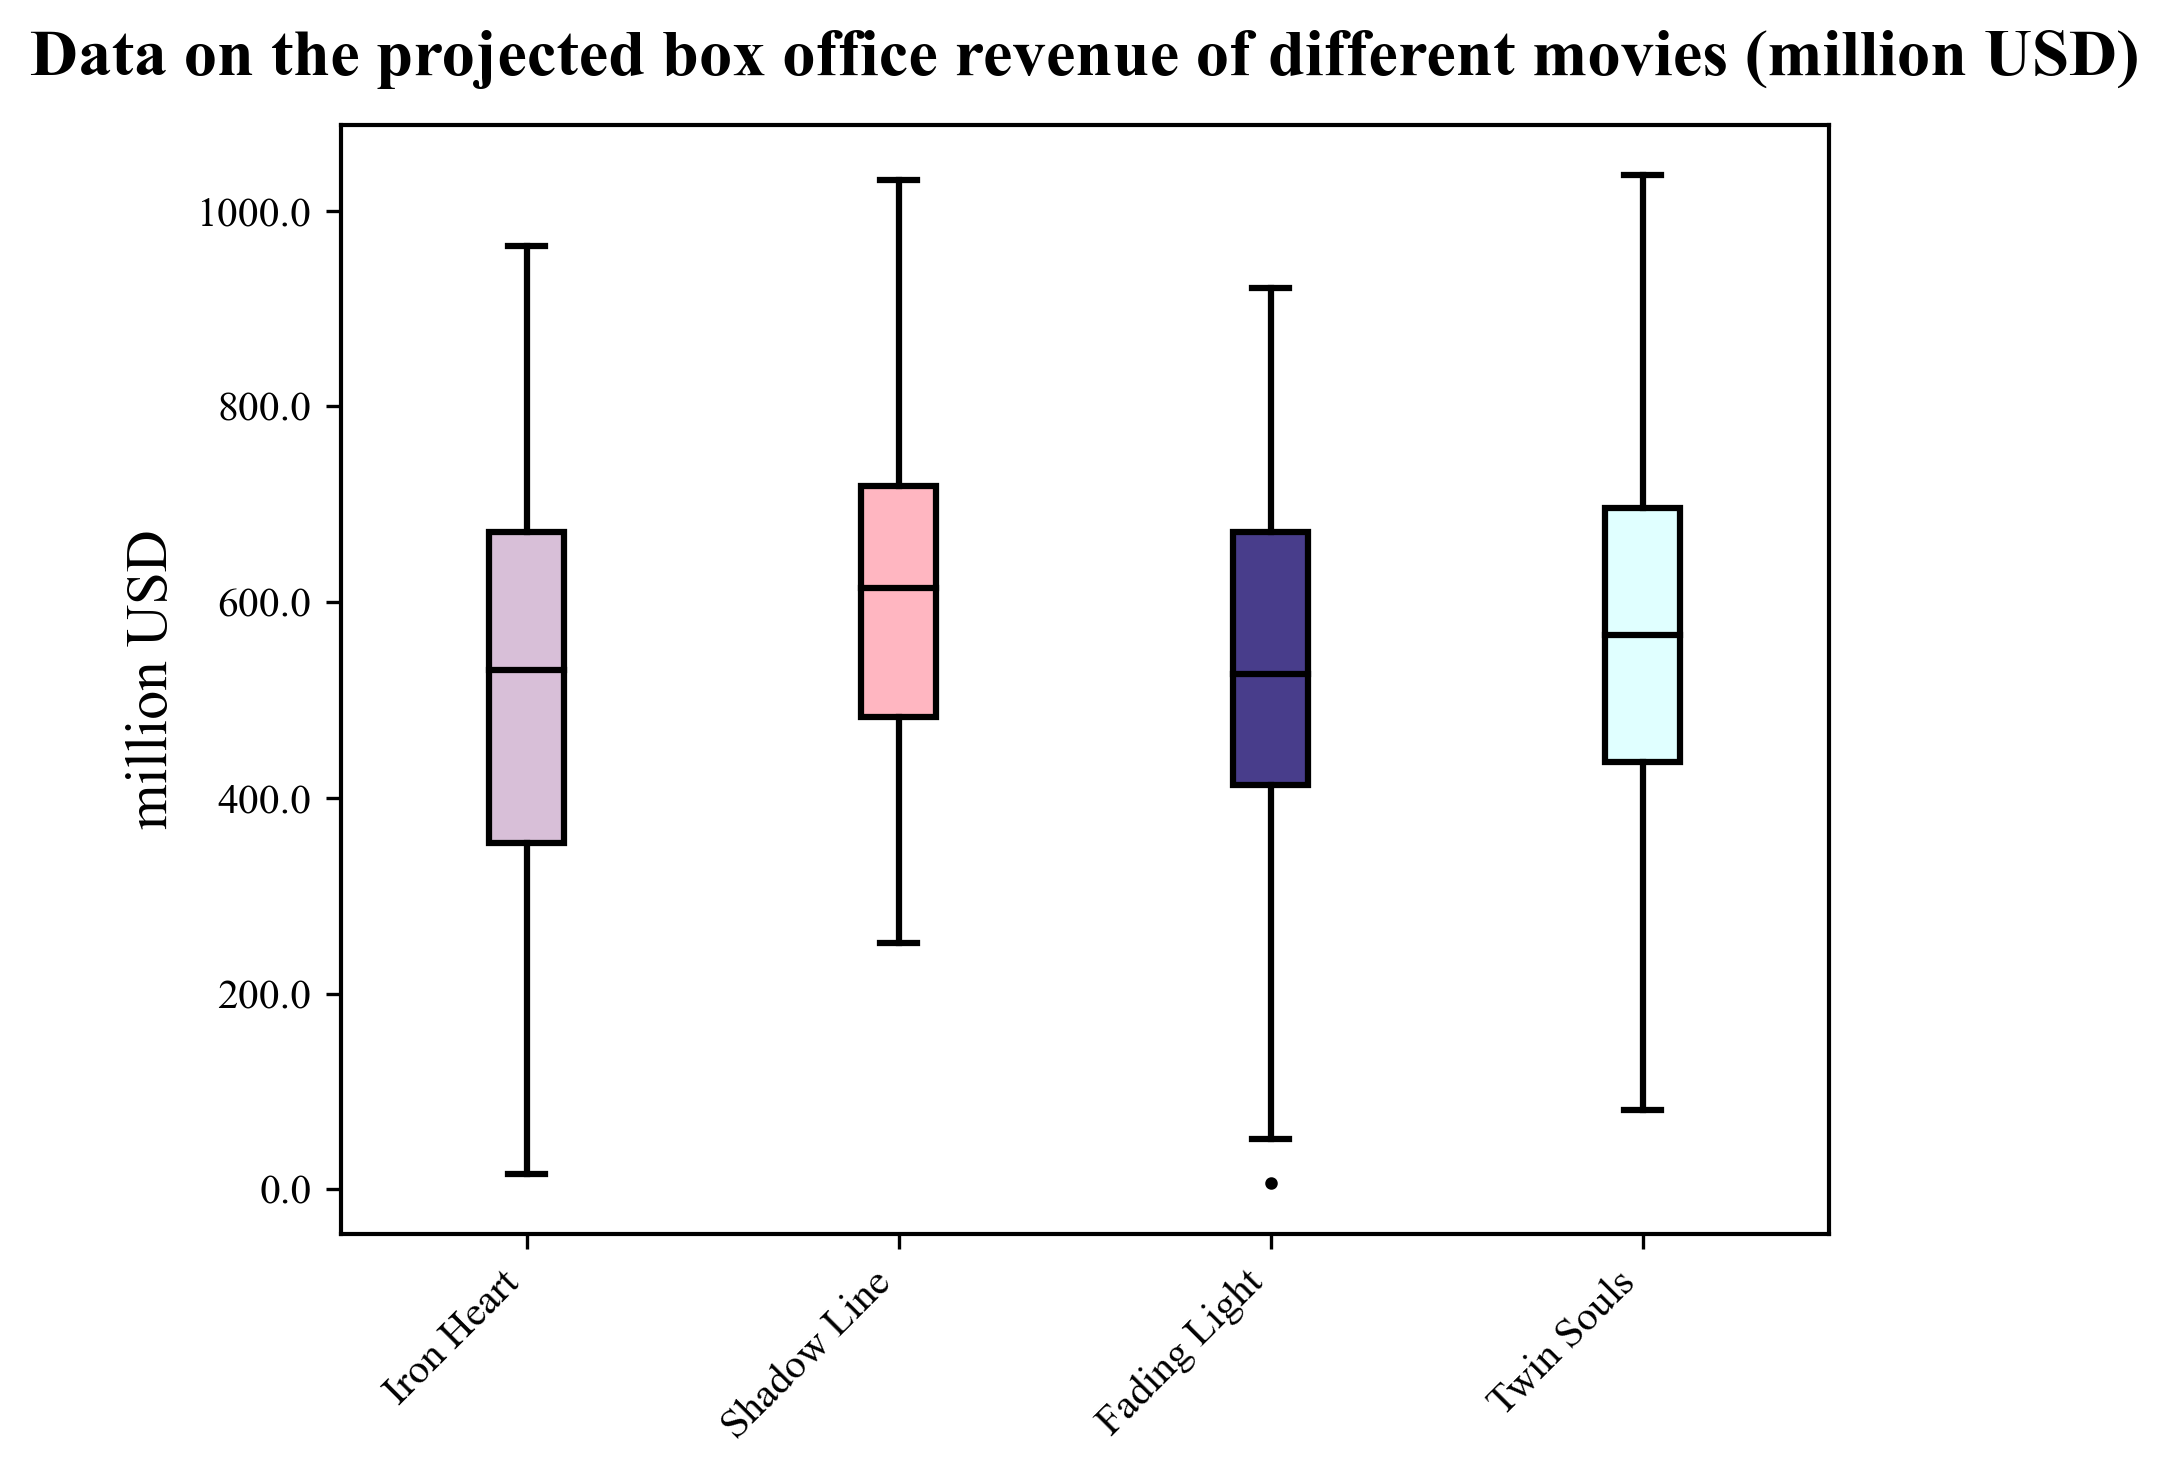 Data on the projected box office revenue of different movies (million USD)
million USD
1000.0
800.0
600.0
400.0
200.0
0.0
Iron Heart
Shadow Line
Fading Light
Twin Souls